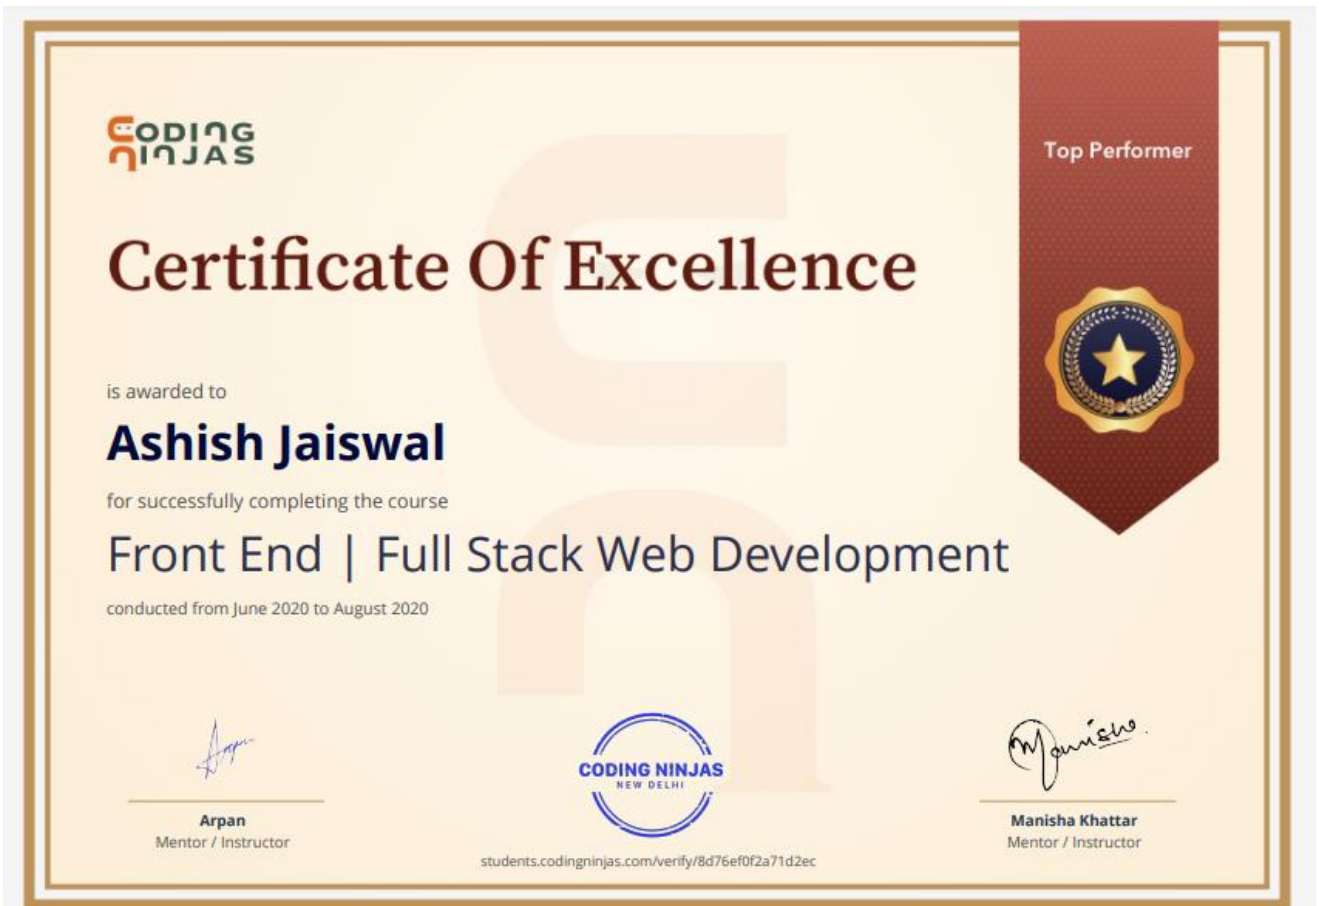 CODING
NINJAS
Top Performer
Certificate Of Excellence
is awarded to
Ashish Jaiswal
for successfully completing the course
Front End | Full Stack Web Development
conducted from June 2020 to August 2020
Arpan
Manisha
CODING NINJAS
NEW DELHI
Arpan
Mentor / Instructor
Manisha Khattar
Mentor / Instructor
students.codingninjas.com/verify/8d76ef0f2a71d2ec